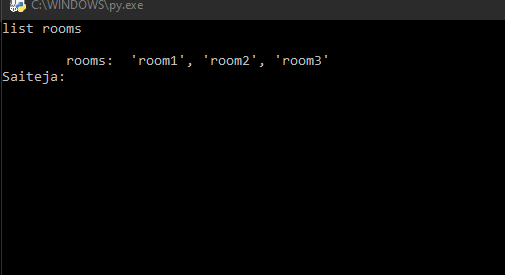 C:\WINDOWS\py.exe
list rooms
rooms:  'room1', 'room2', 'room3'
Saiteja: